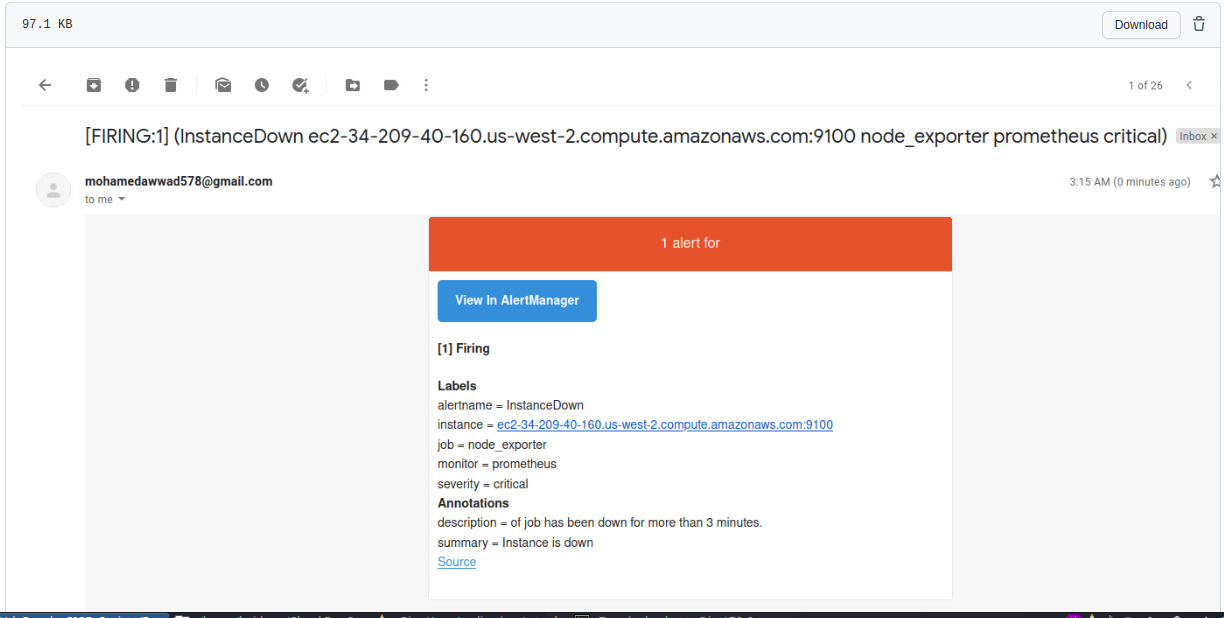 97.1 KB
Download
1 of 26
[FIRING:1] (InstanceDown ec2-34-209-40-160.us-west-2.compute.amazonaws.com:9100 node_exporter prometheus critical)
Inbox ×
mohamedawwad578@gmail.com
3:15 AM (0 minutes ago)
to me
1 alert for
View In AlertManager
[1] Firing
Labels
alertname = InstanceDown
instance = ec2-34-209-40-160.us-west-2.compute.amazonaws.com:9100
job = node_exporter
monitor = prometheus
severity = critical
Annotations
description = of job has been down for more than 3 minutes.
summary = Instance is down
Source